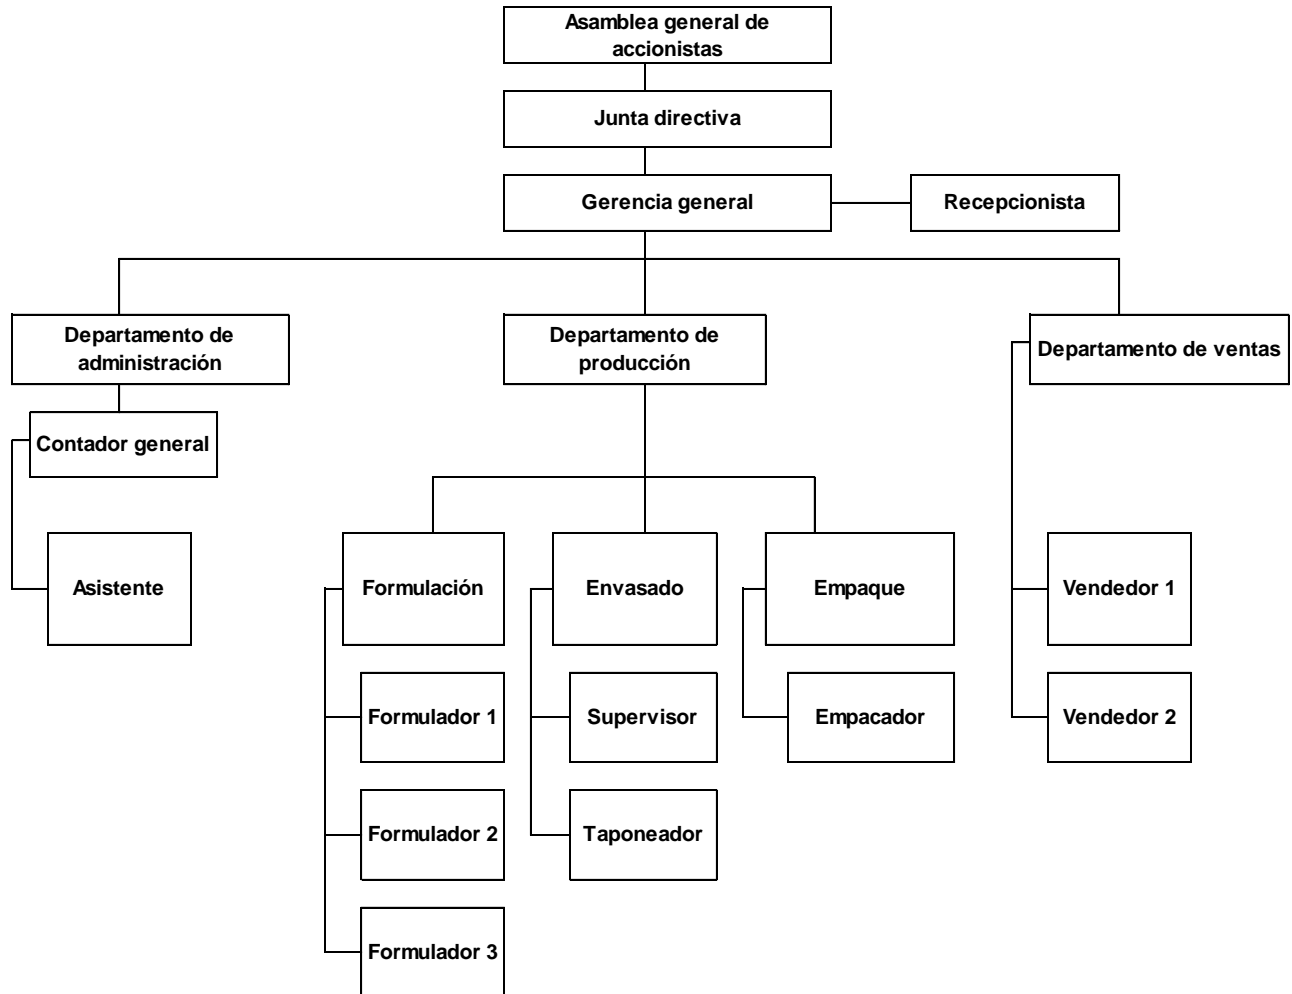 Asamblea general de
accionistas
Junta directiva
Gerencia general
Recepcionista
Departamento de
administración
Departamento de
producción
Departamento de ventas
Contador general
Asistente
Formulación
Envasado
Empaque
Vendedor 1
Formulador 1
Supervisor
Empacador
Vendedor 2
Formulador 2
Taponeador
Formulador 3